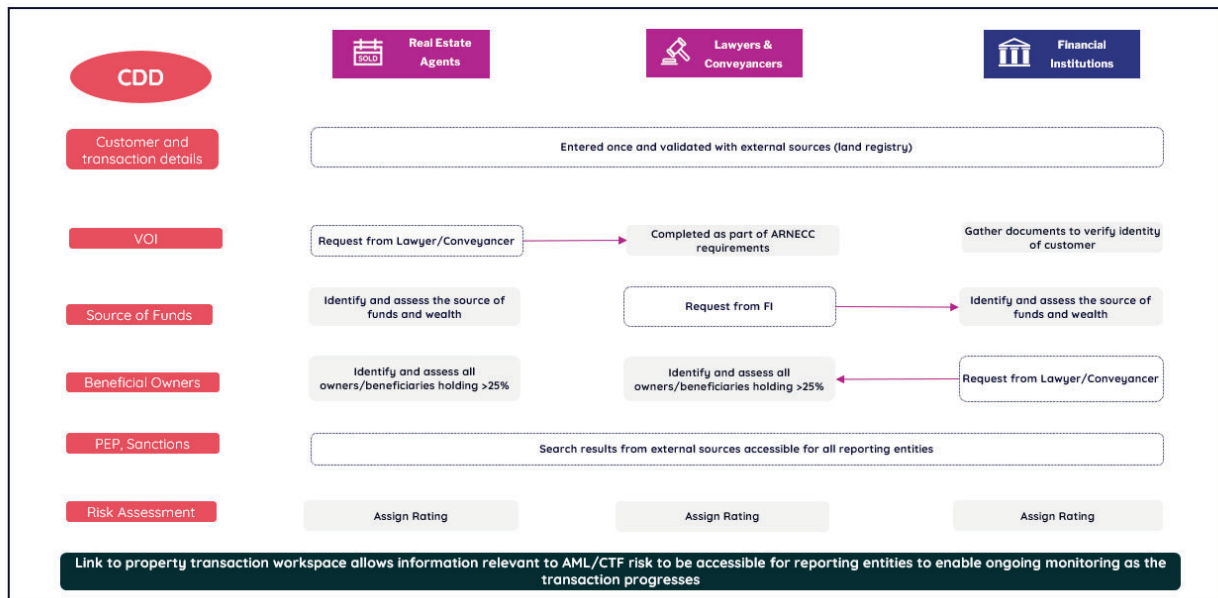 CDD
Real Estate
Agents
SOLD
Lawyers &
Conveyancers
Financial
Institutions
Customer and
transaction details
Entered once and validated with external sources (land registry)
VOI
Request from Lawyer/Conveyancer
Completed as part of ARNECC
requirements
Gather documents to verify identity
of customer
Source of Funds
Identify and assess the source of
funds and wealth
Request from FI
Identify and assess the source of
funds and wealth
Beneficial Owners
Identify and assess all
owners/beneficiaries holding >25%
Identify and assess all
owners/beneficiaries holding >25%
Request from Lawyer/Conveyancer
PEP, Sanctions
Search results from external sources accessible for all reporting entities
Risk Assessment
Assign Rating
Assign Rating
Assign Rating
Link to property transaction workspace allows information relevant to AML/CTF risk to be accessible for reporting entities to enable ongoing monitoring as the
transaction progresses